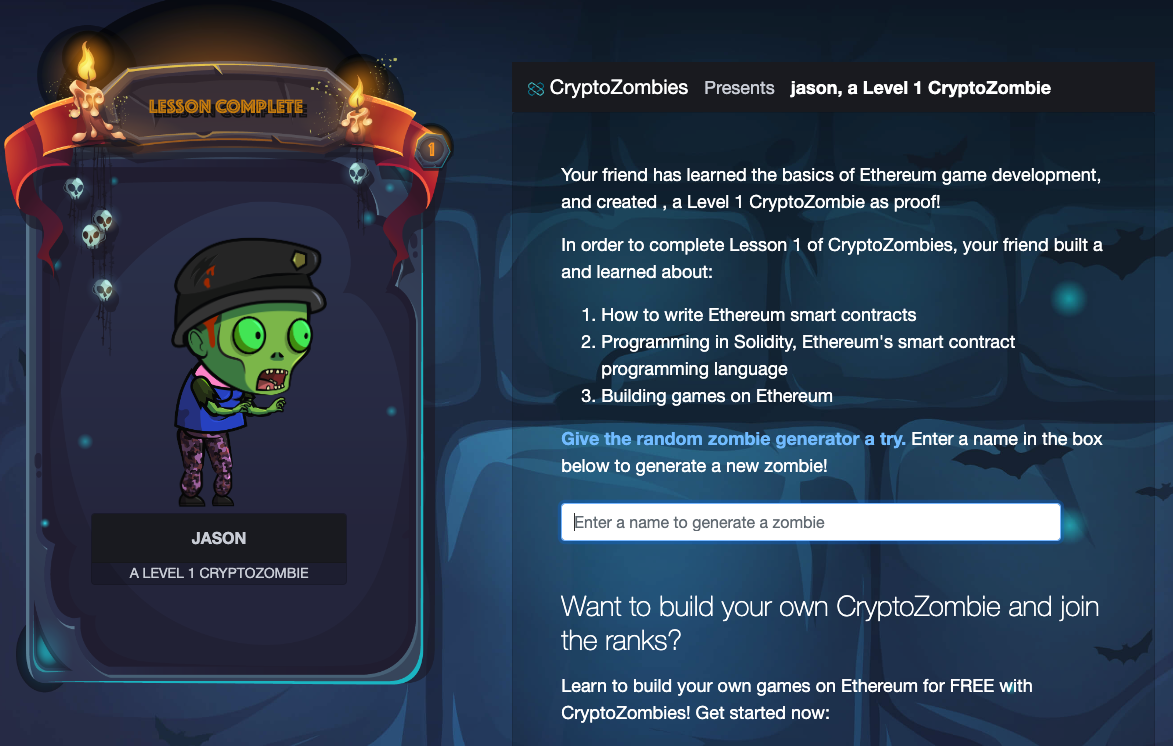 LESSON COMPLETE
1
JASON
A LEVEL 1 CRYPTOZOMBIE
CryptoZombies Presents jason, a Level 1 CryptoZombie
Your friend has learned the basics of Ethereum game development,
and created , a Level 1 CryptoZombie as proof!
In order to complete Lesson 1 of CryptoZombies, your friend built a
and learned about:
1. How to write Ethereum smart contracts
2. Programming in Solidity, Ethereum's smart contract
programming language
3. Building games on Ethereum
Give the random zombie generator a try. Enter a name in the box
below to generate a new zombie!
Enter a name to generate a zombie
Want to build your own CryptoZombie and join
the ranks?
Learn to build your own games on Ethereum for FREE with
CryptoZombies! Get started now: